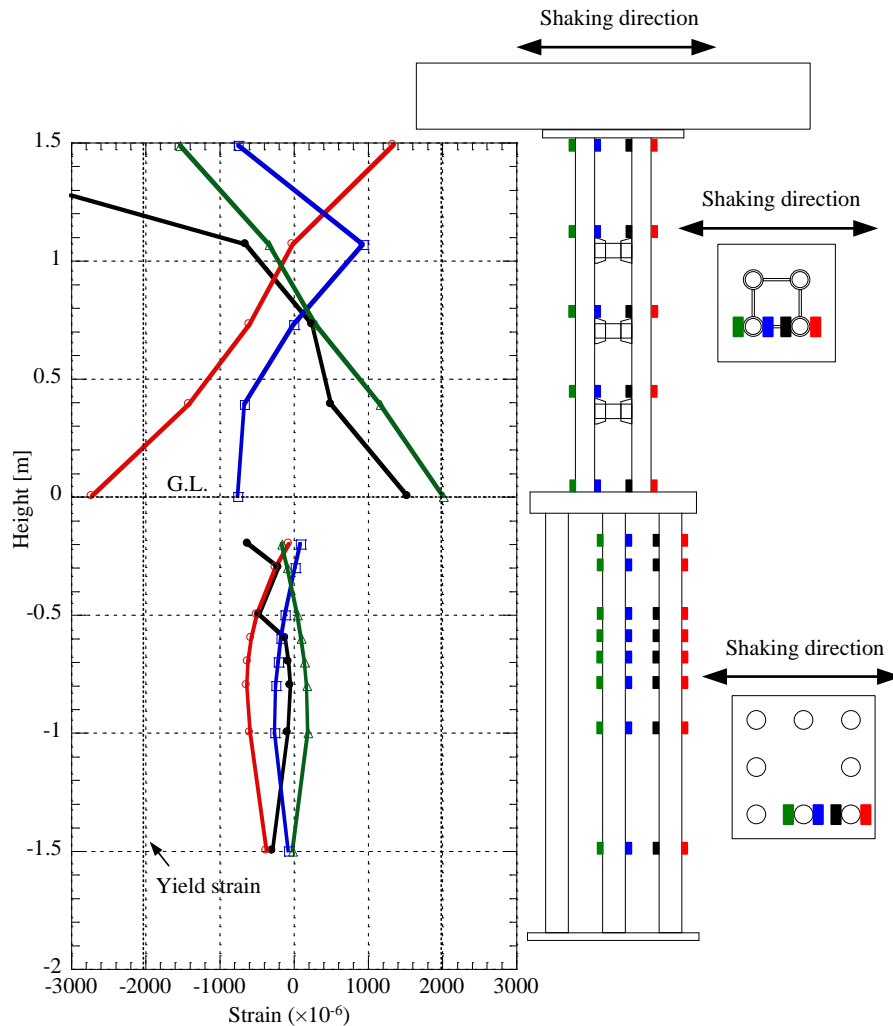 Shaking direction
1.5
1
0.5
0
-0.5
-1
-1.5
-2
Height [m]
G.L.
Yield strain
-3000 -2000 -1000 0 1000 2000 3000
Strain (×10-6)
Shaking direction
Shaking direction